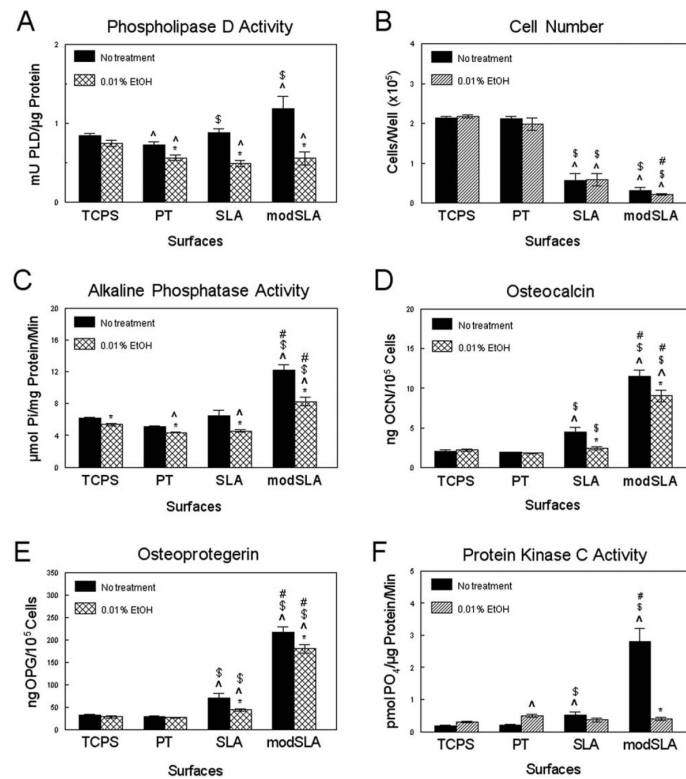 A
Phospholipase D Activity
mU PLD/µg Protein
2
1
0
No treatment
0.01% EtOH
^
^
*
$
^
*
$
^
^
*
TCPS PT SLA modSLA
Surfaces
B
Cell Number
Cells/Well (x10⁵)
4
2
0
No treatment
0.01% EtOH
$
^
$
^
$
^
#
$
^
TCPS PT SLA modSLA
Surfaces
C
Alkaline Phosphatase Activity
µmol Pi/mg Protein/Min
20
16
12
8
4
0
No treatment
0.01% EtOH
*
^
*
^
*
#
$
^
#
$
^
*
TCPS PT SLA modSLA
Surfaces
D
Osteocalcin
ng OCN/10⁵ Cells
20
15
10
5
0
No treatment
0.01% EtOH
$
^
$
*
#
$
^
#
$
^
*
TCPS PT SLA modSLA
Surfaces
E
Osteoprotegerin
ng OPG/10⁵ Cells
350
300
250
200
150
100
50
0
No treatment
0.01% EtOH
$
^
$
^
*
#
$
^
#
$
^
*
TCPS PT SLA modSLA
Surfaces
F
Protein Kinase C Activity
pmol PO₄/µg Protein/Min
5
4
3
2
1
0
No treatment
0.01% EtOH
^
$
^
#
$
^
*
TCPS PT SLA modSLA
Surfaces